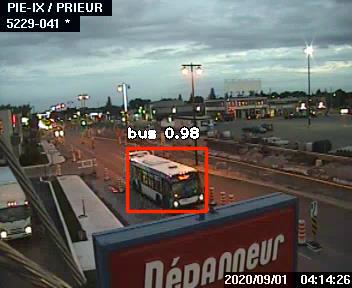 PIE-IX / PRIEUR
5229-041 *
bus 0.98
Dépanneur
2020/09/01 04:14:26